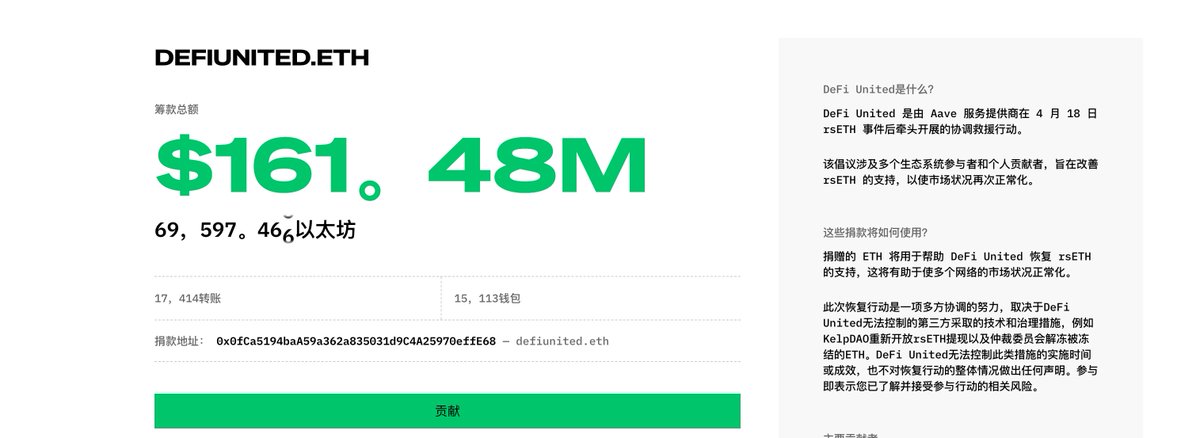 DEFIUNITED.ETH
筹款总额
$161。48M
69，597。466以太坊
17，414转账
15，113钱包
捐款地址： 0x0fCa5194baA59a362a835031d9C4A25970effE68 — defiunited.eth
贡献
DeFi United是什么?
DeFi United 是由 Aave 服务提供商在 4 月 18 日
rsETH 事件后牵头开展的协调救援行动。
该倡议涉及多个生态系统参与者和个人贡献者，旨在改善
rsETH 的支持，以使市场状况再次正常化。
这些捐款将如何使用?
捐赠的 ETH 将用于帮助 DeFi United 恢复 rsETH
的支持，这将有助于使多个网络的市场状况正常化。
此次恢复行动是一项多方协调的努力，取决于DeFi
United无法控制的第三方采取的技术和治理措施，例如
KelpDAO重新开放rsETH提现以及仲裁委员会解冻被冻
结的ETH。DeFi United无法控制此类措施的实施时间
或成效，也不对恢复行动的整体情况做出任何声明。参与
即表示您已了解并接受参与行动的相关风险。